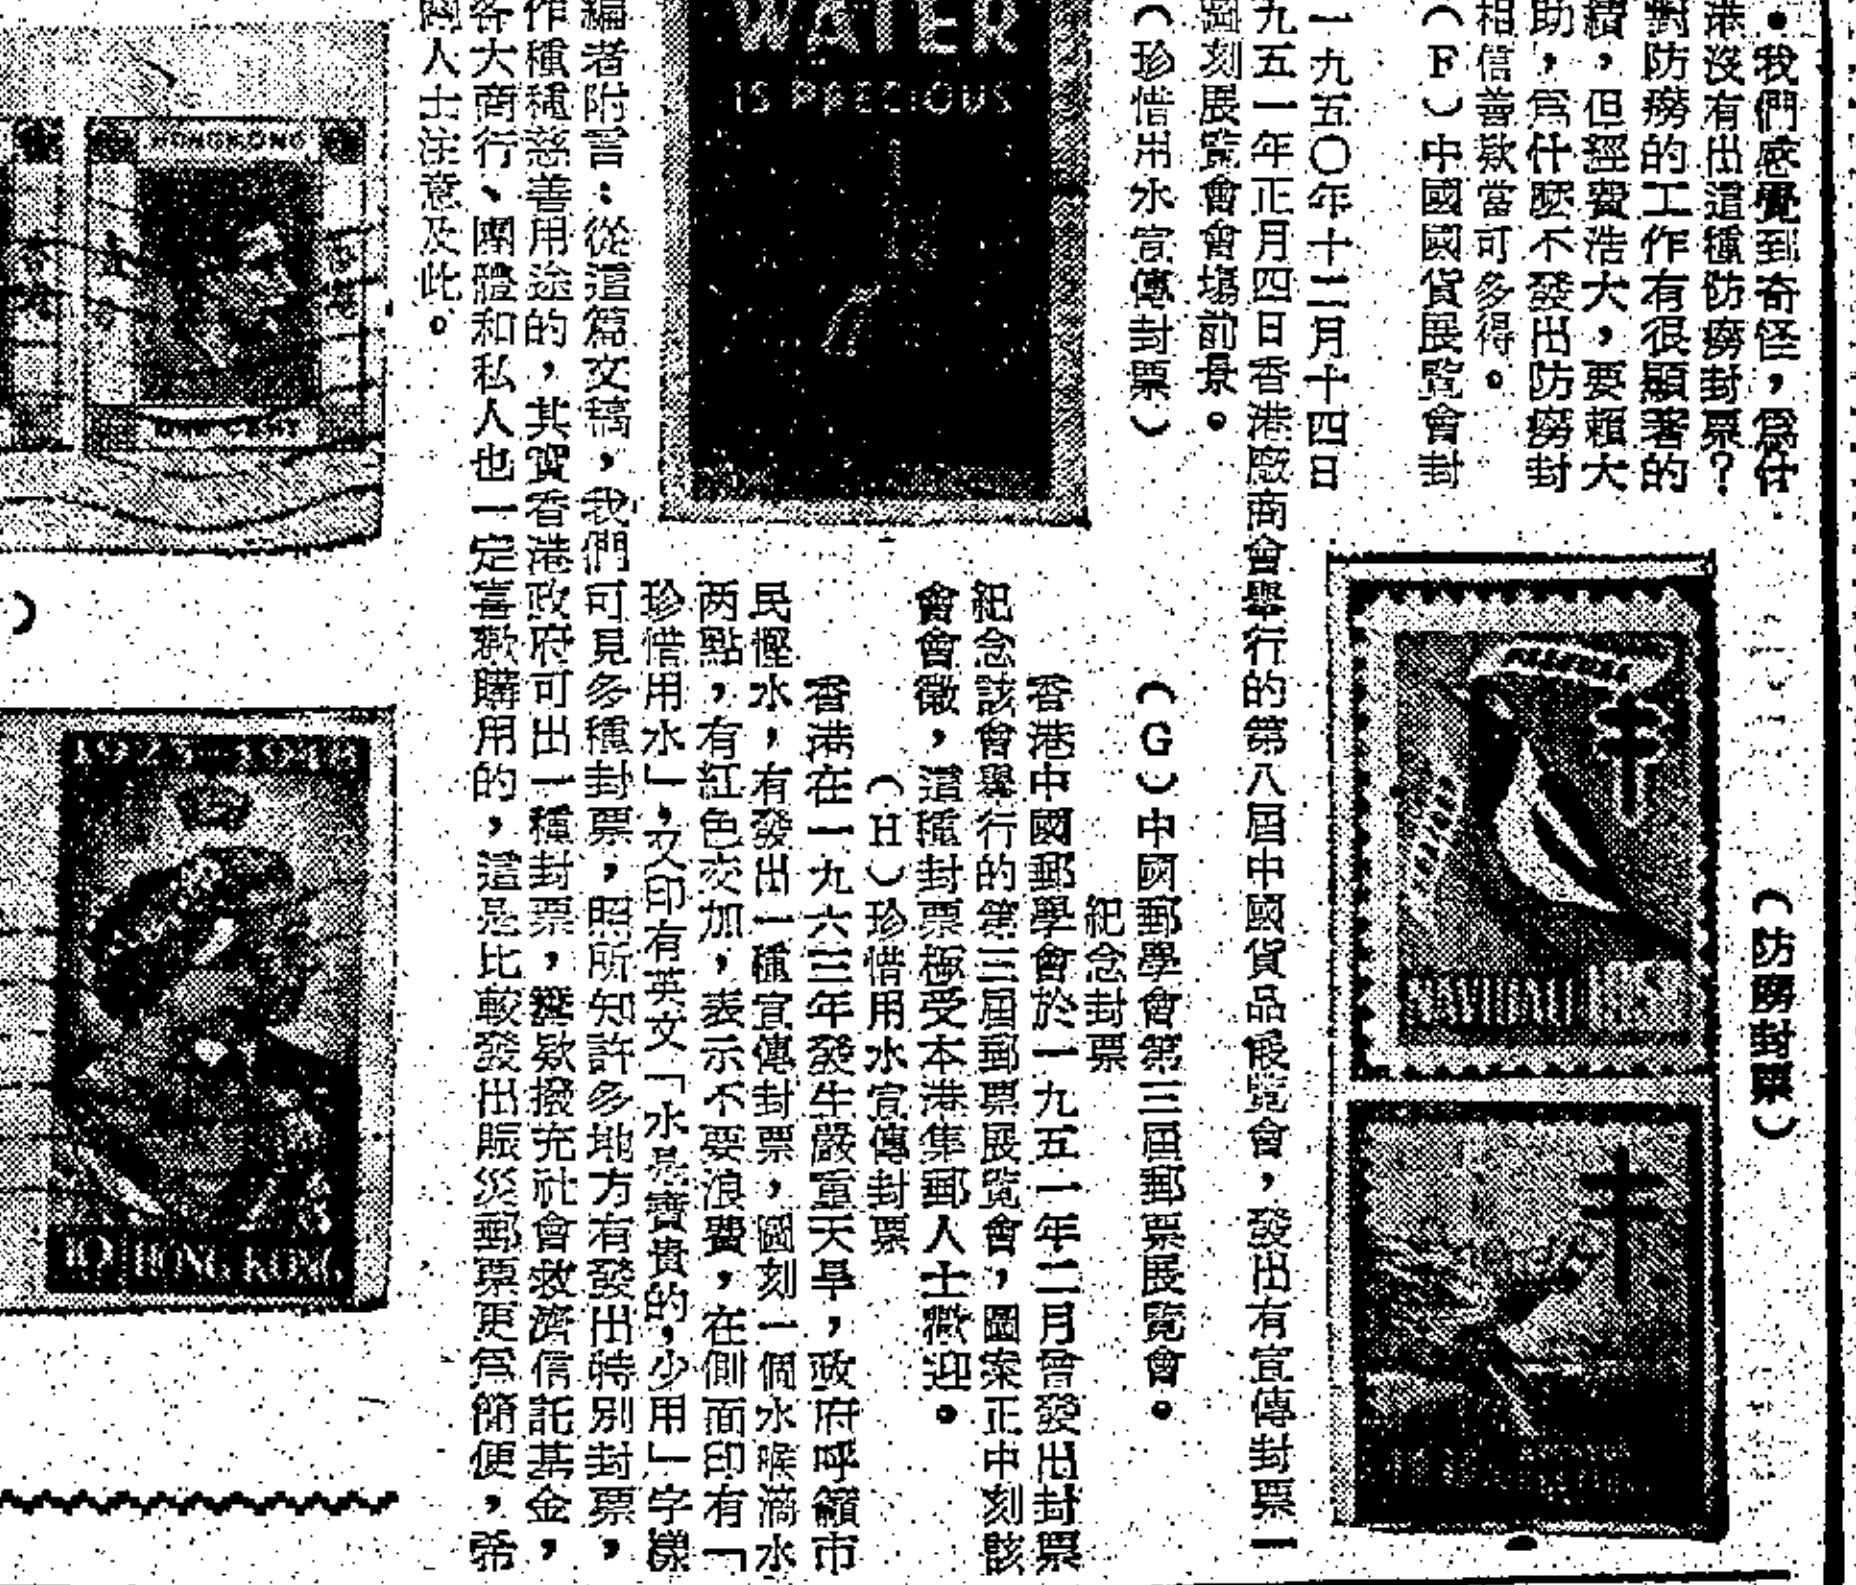 •我們感覺到奇怪，爲什
港沒有出這種防癆封票？
對防癆的工作有很顯著的
績，但經費浩大，要賴大
助，爲什麼不發出防癆封
相信善欵當可多得。
（F）中國國貨展覧會封
一九五〇年十二月十四日
九五一年正月四日香港廠商會舉行的第八屆中國貨品展覧會，發出有宣傳封票一
圖刻展覧會會塲前景。
（珍惜用水宣傳封票）
（防癆封票）
（G）中國郵學會第三屆郵票展覧會。
紀念封票
香港中國郵學會於一九五一年二月曾發出封票
紀念該會舉行的第三屆郵票展覧會，圖案正中刻該
會會徽，這種封票極受本港集郵人士歡迎。
（H）珍惜用水宣傳封票
香港在一九六三年發生嚴重天旱，政府呼籲市
民慳水，有發出一種宣傳封票，圖刻一個水喉滴水
两點，有紅色交加，表示不要浪費，在側面印有「
珍惜用水」，又印有英文「水是寶貴的，少用」字樣
編者附言：從這篇文稿，我們可見多種封票，照所知許多地方有發出特別封票，
作種種慈善用途的，其實香港政府可出一種封票，籌欵撥充社會救濟信託基金，
各大商行、團體和私人也一定喜歡購用的，這是比較發出賬災郵票更爲簡便，希
關人士注意及此。
WATER
IS PRECIOUS
HONGKONG
ONE CENT
1948
10 HONG KONG
NAVIDAD 1950